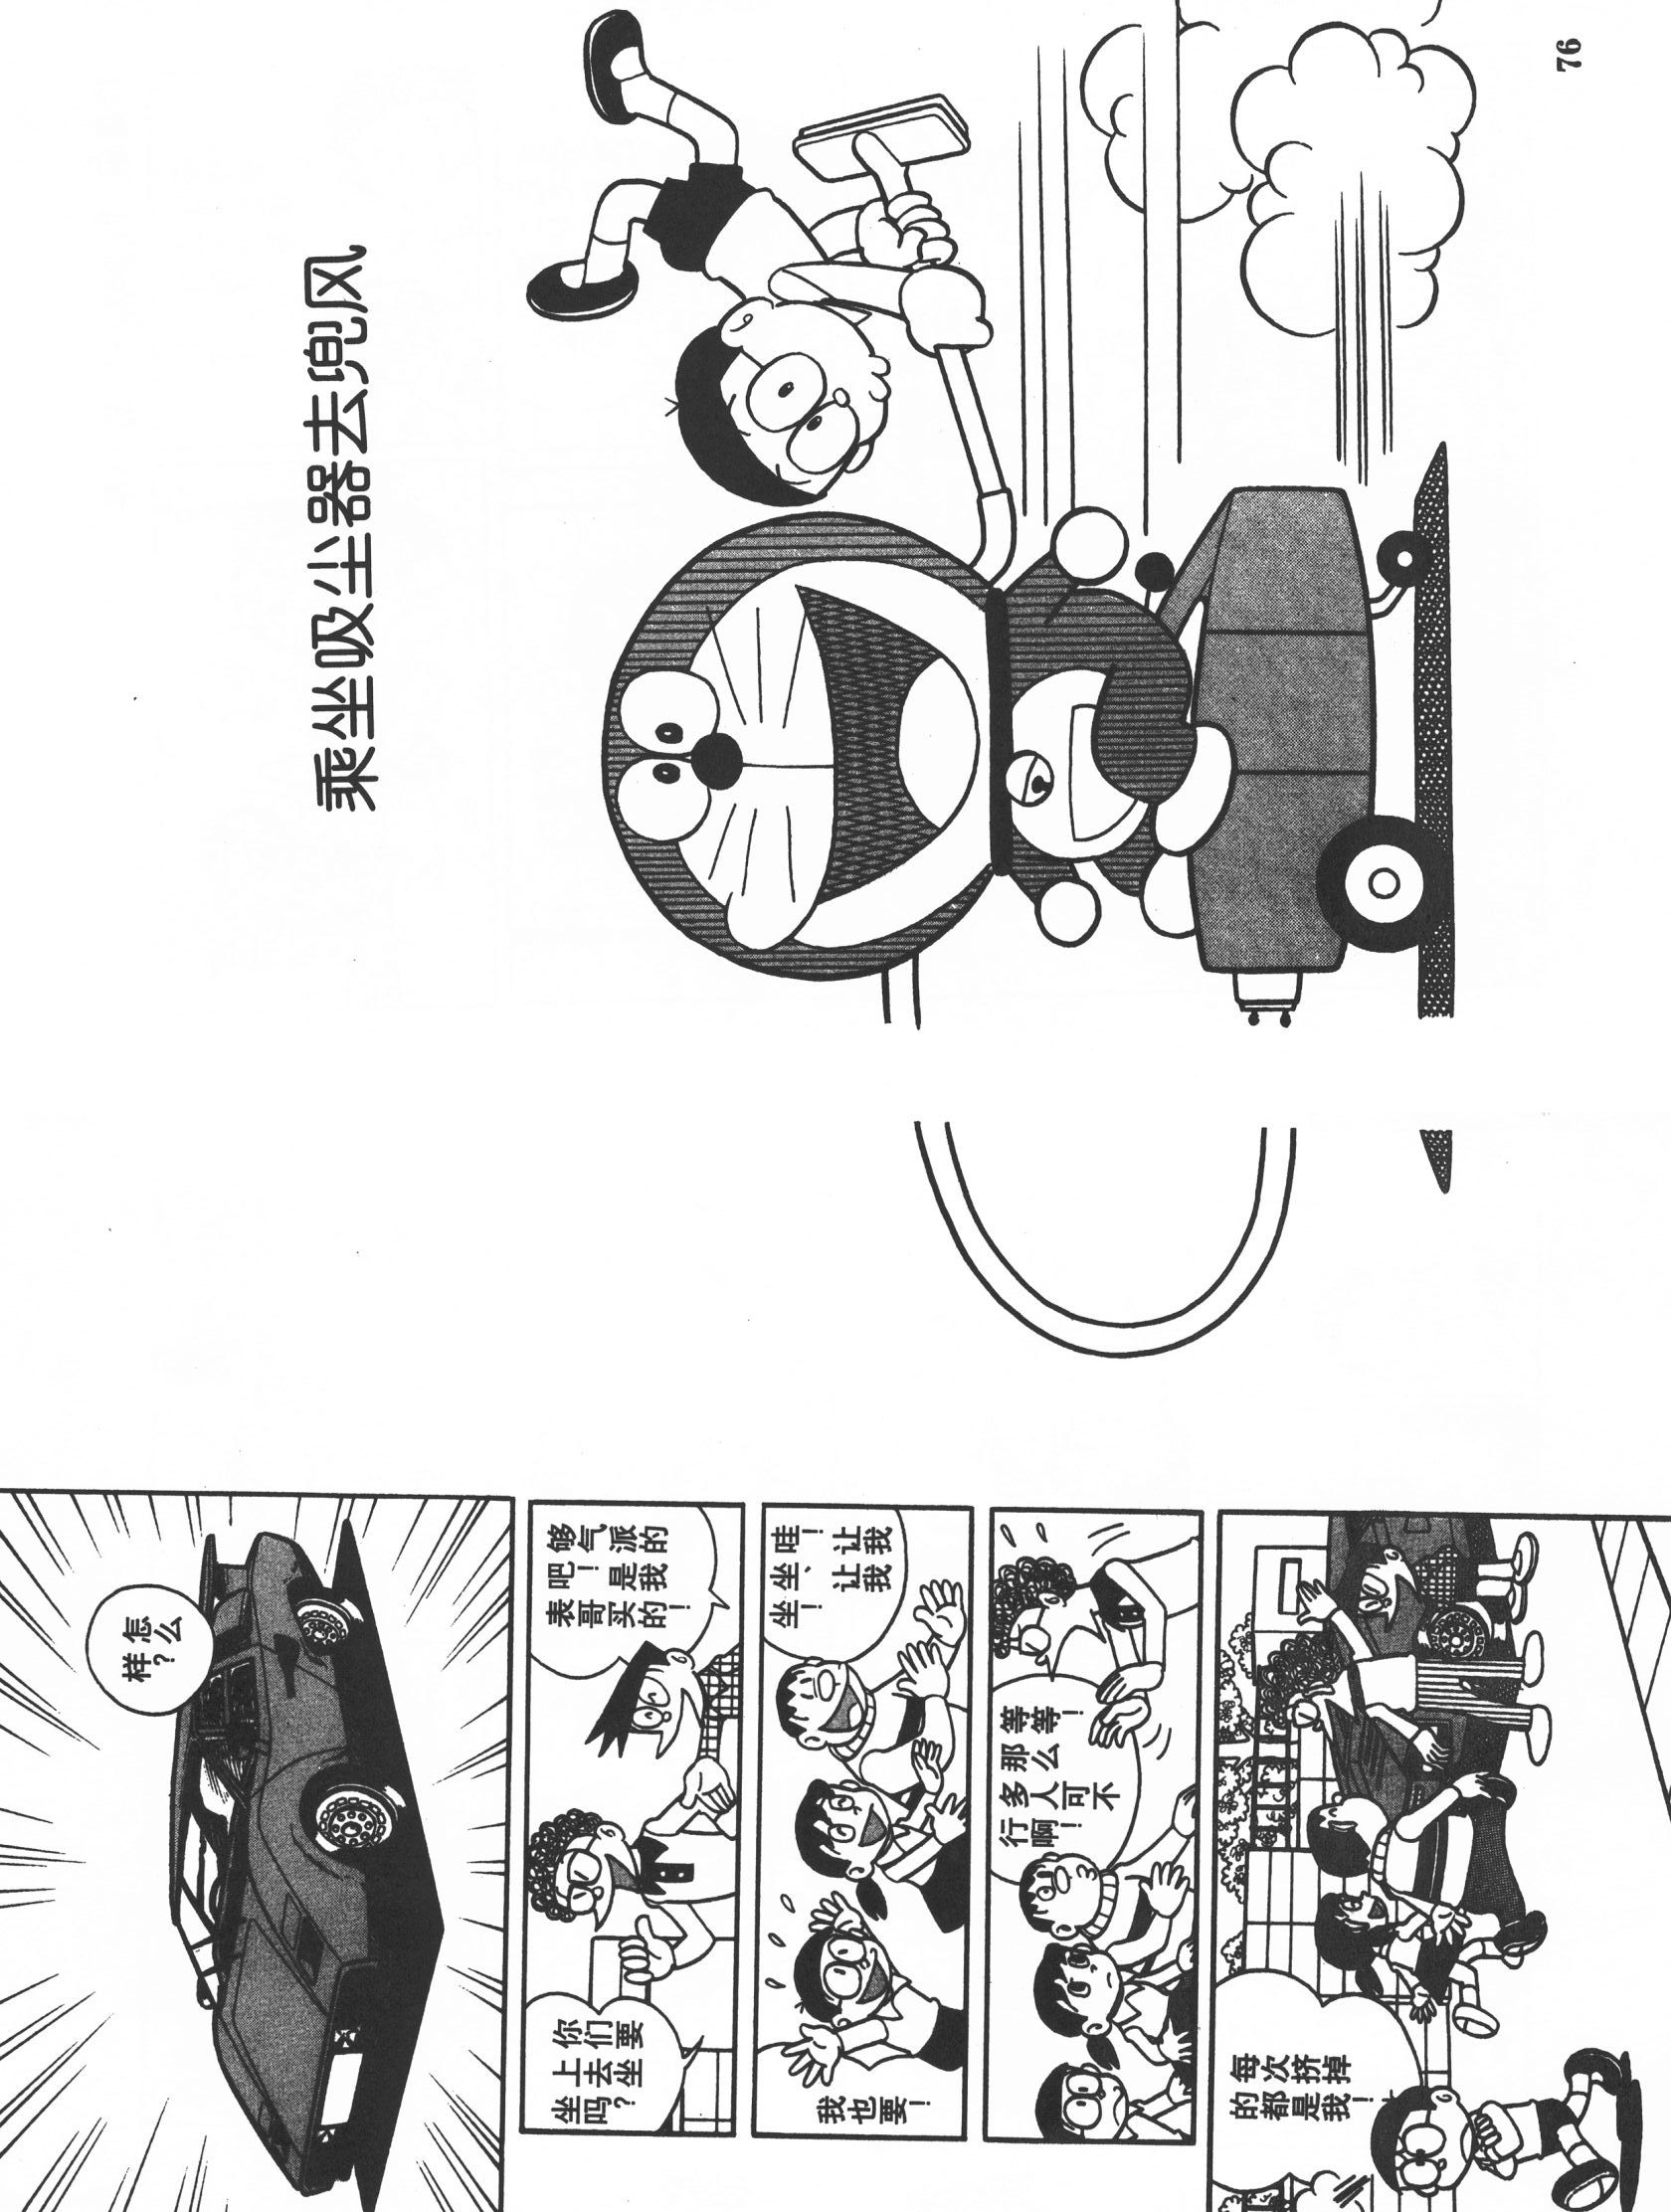 76
乘坐吸尘器去兜风
怎么
样？
够气派的
吧！是我
表哥买的！
你们要
上去坐
坐吗？
哇！让我
坐、让我
坐！
我也要！
等等！
那么
多人可不
行啊！
每次挤掉
的都是我！